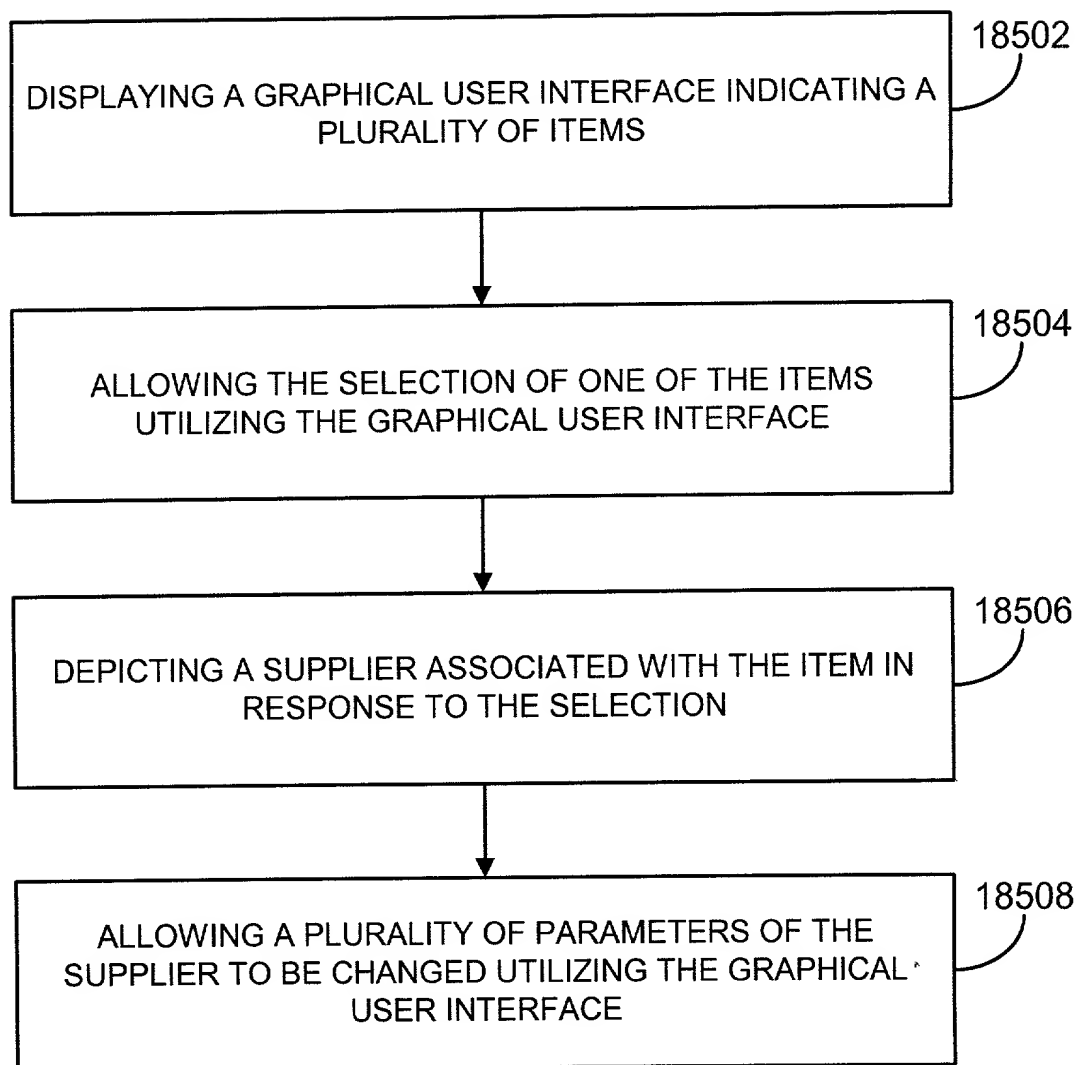 18502
DISPLAYING A GRAPHICAL USER INTERFACE INDICATING A
PLURALITY OF ITEMS
18504
ALLOWING THE SELECTION OF ONE OF THE ITEMS
UTILIZING THE GRAPHICAL USER INTERFACE
18506
DEPICTING A SUPPLIER ASSOCIATED WITH THE ITEM IN
RESPONSE TO THE SELECTION
18508
ALLOWING A PLURALITY OF PARAMETERS OF THE
SUPPLIER TO BE CHANGED UTILIZING THE GRAPHICAL
USER INTERFACE